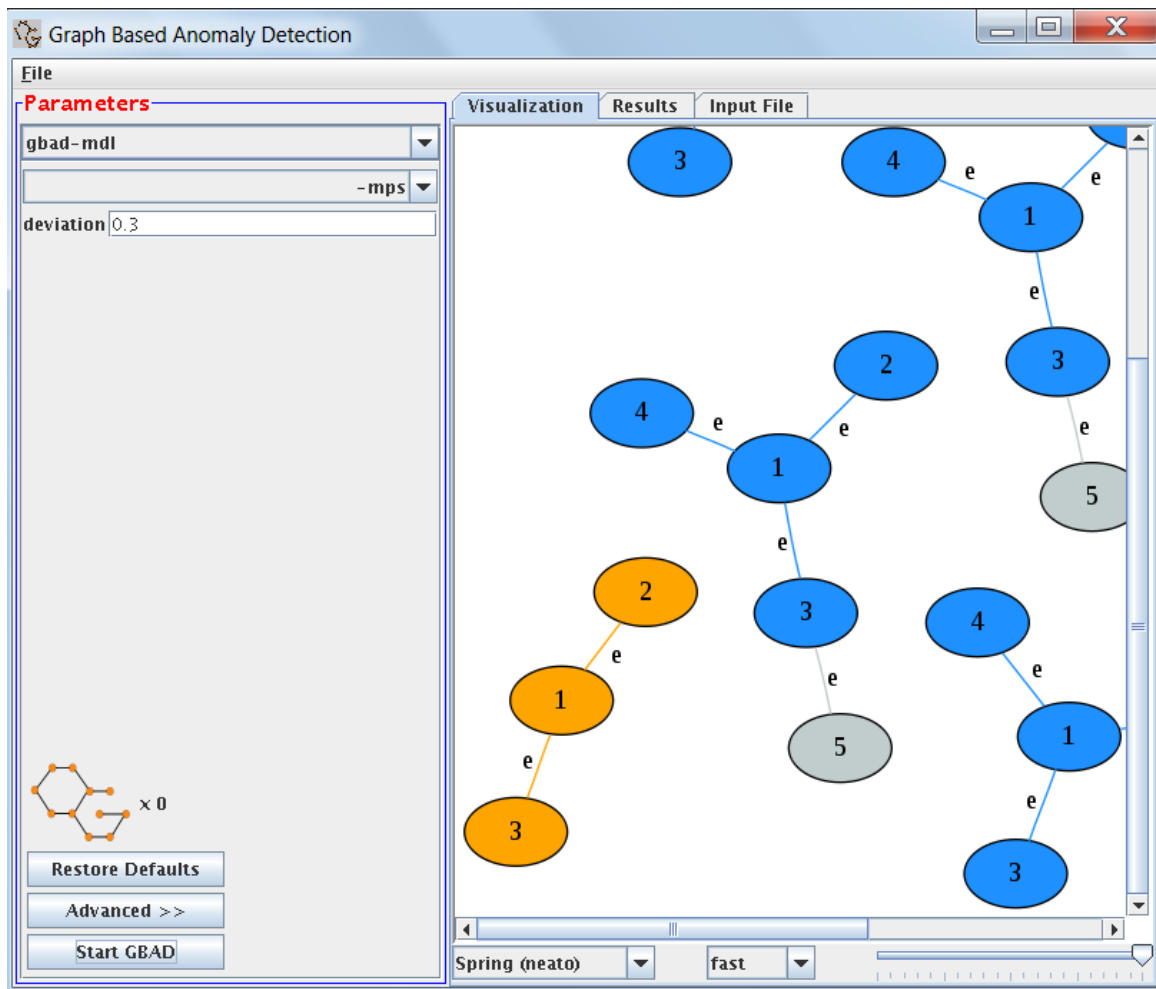 Graph Based Anomaly Detection
File
Parameters
gbad-mdl
-mps
deviation 0.3
x 0
Restore Defaults
Advanced >>
Start GBAD
Visualization Results Input File
3 4 e e
1
e
2 3
4 e e e
1
e 5
2 3 4
e e e
1 5 1
e e
3 3
Spring (neato) fast